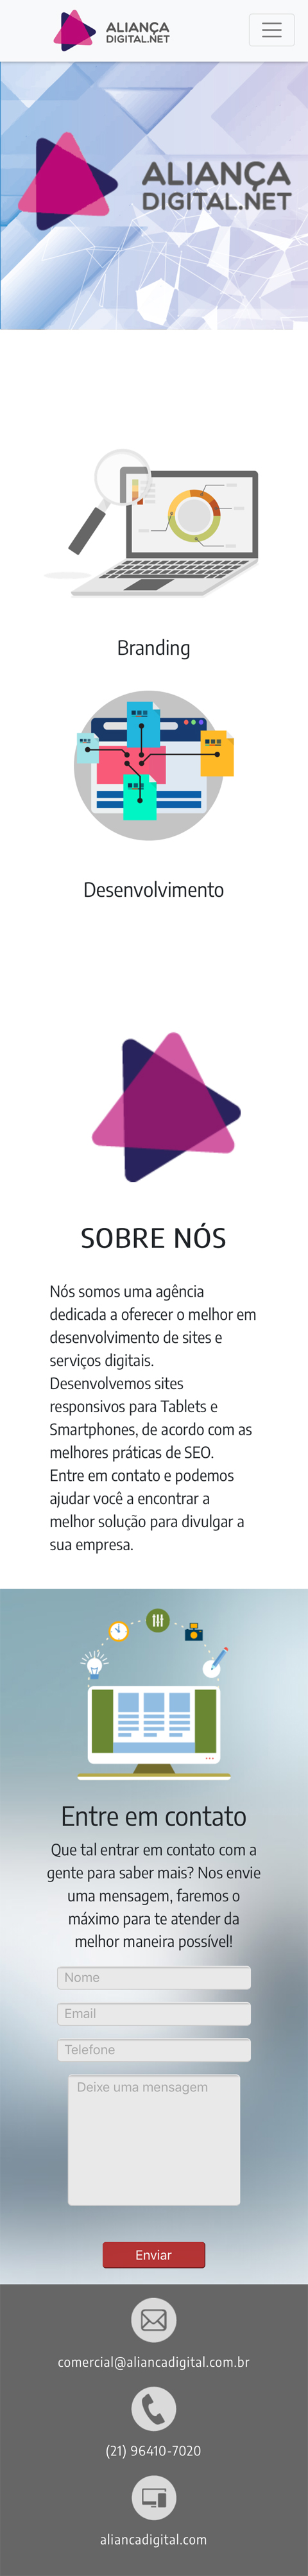 ALIANÇA
DIGITAL.NET
ALIANÇA
DIGITAL.NET
Branding
Desenvolvimento
SOBRE NÓS
Nós somos uma agência
dedicada a oferecer o melhor em
desenvolvimento de sites e
serviços digitais.
Desenvolvemos sites
responsivos para Tablets e
Smartphones, de acordo com as
melhores práticas de SEO.
Entre em contato e podemos
ajudar você a encontrar a
melhor solução para divulgar a
sua empresa.
Entre em contato
Que tal entrar em contato com a
gente para saber mais? Nos envie
uma mensagem, faremos o
máximo para te atender da
melhor maneira possível!
Nome
Email
Telefone
Deixe uma mensagem
Enviar
comercial@aliancadigital.com.br
(21) 96410-7020
aliancadigital.com